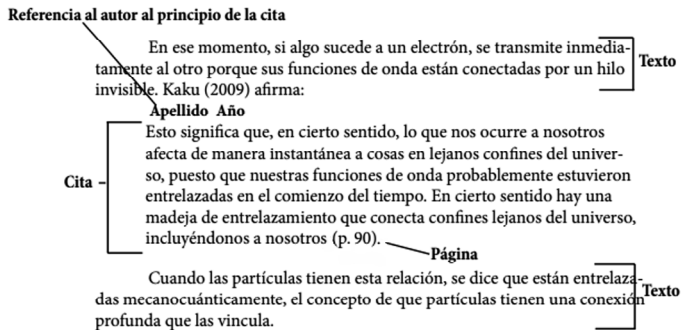 Referencia al autor al principio de la cita
En ese momento, si algo sucede a un electrón, se transmite inmedia-
tamente al otro porque sus funciones de onda están conectadas por un hilo
invisible. Kaku (2009) afirma:
Texto
Apellido Año
Esto significa que, en cierto sentido, lo que nos ocurre a nosotros
afecta de manera instantánea a cosas en lejanos confines del univer-
so, puesto que nuestras funciones de onda probablemente estuvieron
entrelazadas en el comienzo del tiempo. En cierto sentido hay una
madeja de entrelazamiento que conecta confines lejanos del universo,
incluyéndonos a nosotros (p. 90).
Cita
Página
Cuando las partículas tienen esta relación, se dice que están entrelaza-
das mecanocuánticamente, el concepto de que partículas tienen una conexión
profunda que las vincula.
Texto